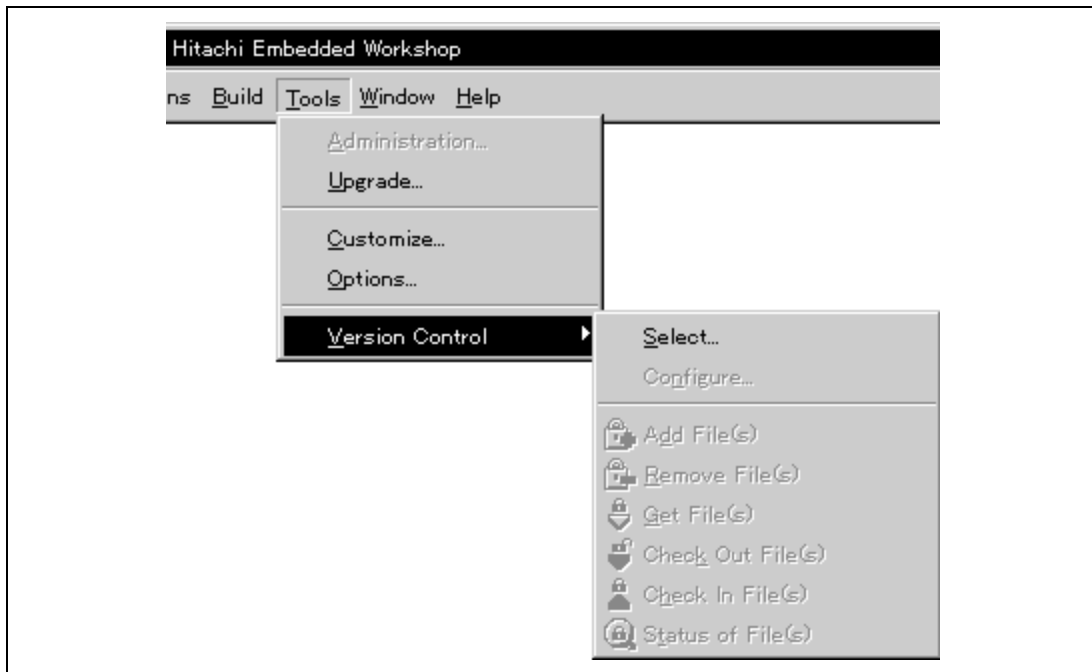 Hitachi Embedded Workshop
ns Build Tools Window Help
Administration...
Upgrade...
Customize...
Options...
Version Control
Select...
Configure...
Add File(s)
Remove File(s)
Get File(s)
Check Out File(s)
Check In File(s)
Status of File(s)